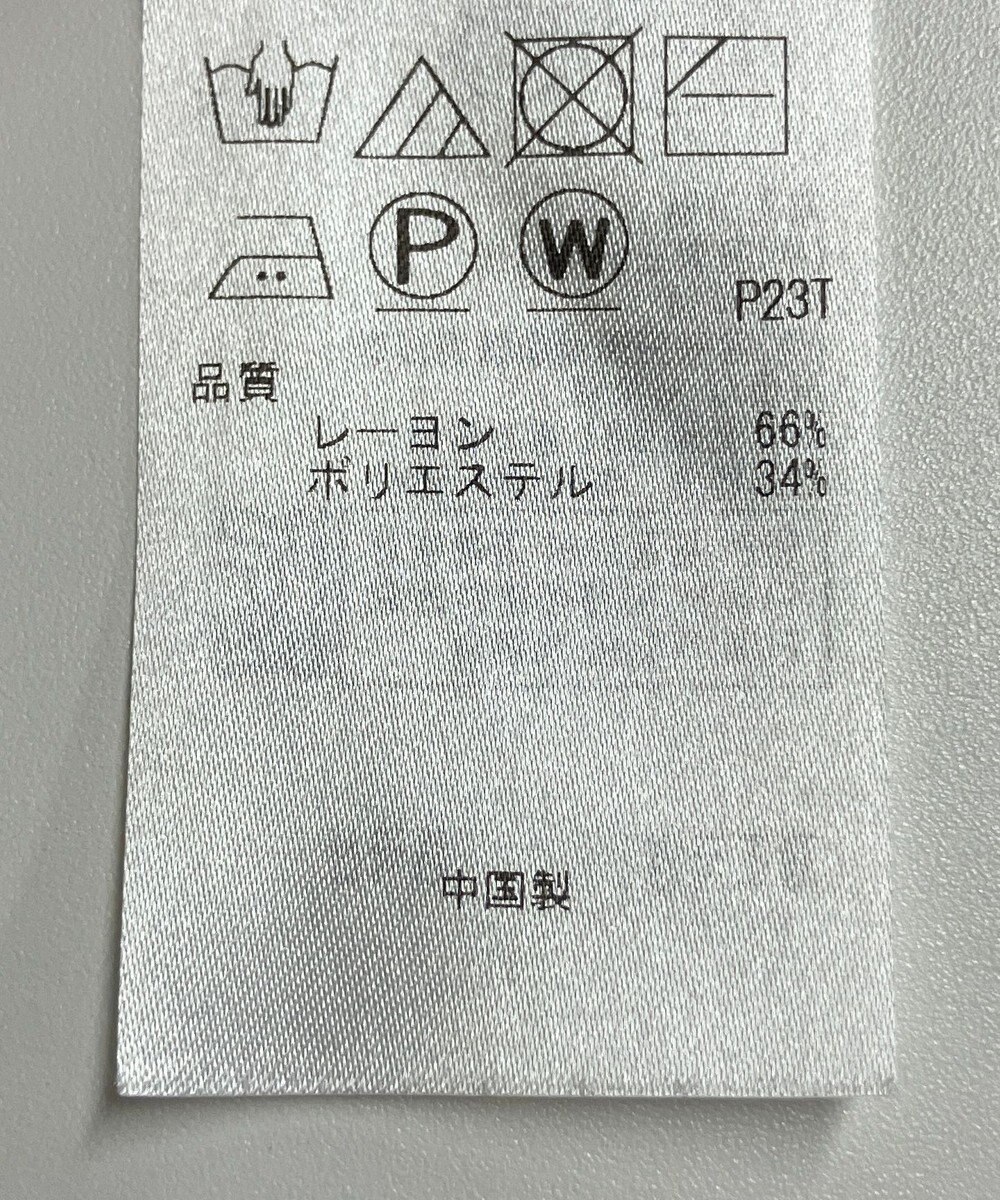 P W
P23T
品質
レーヨン 66%
ポリエステル 34%
中国製